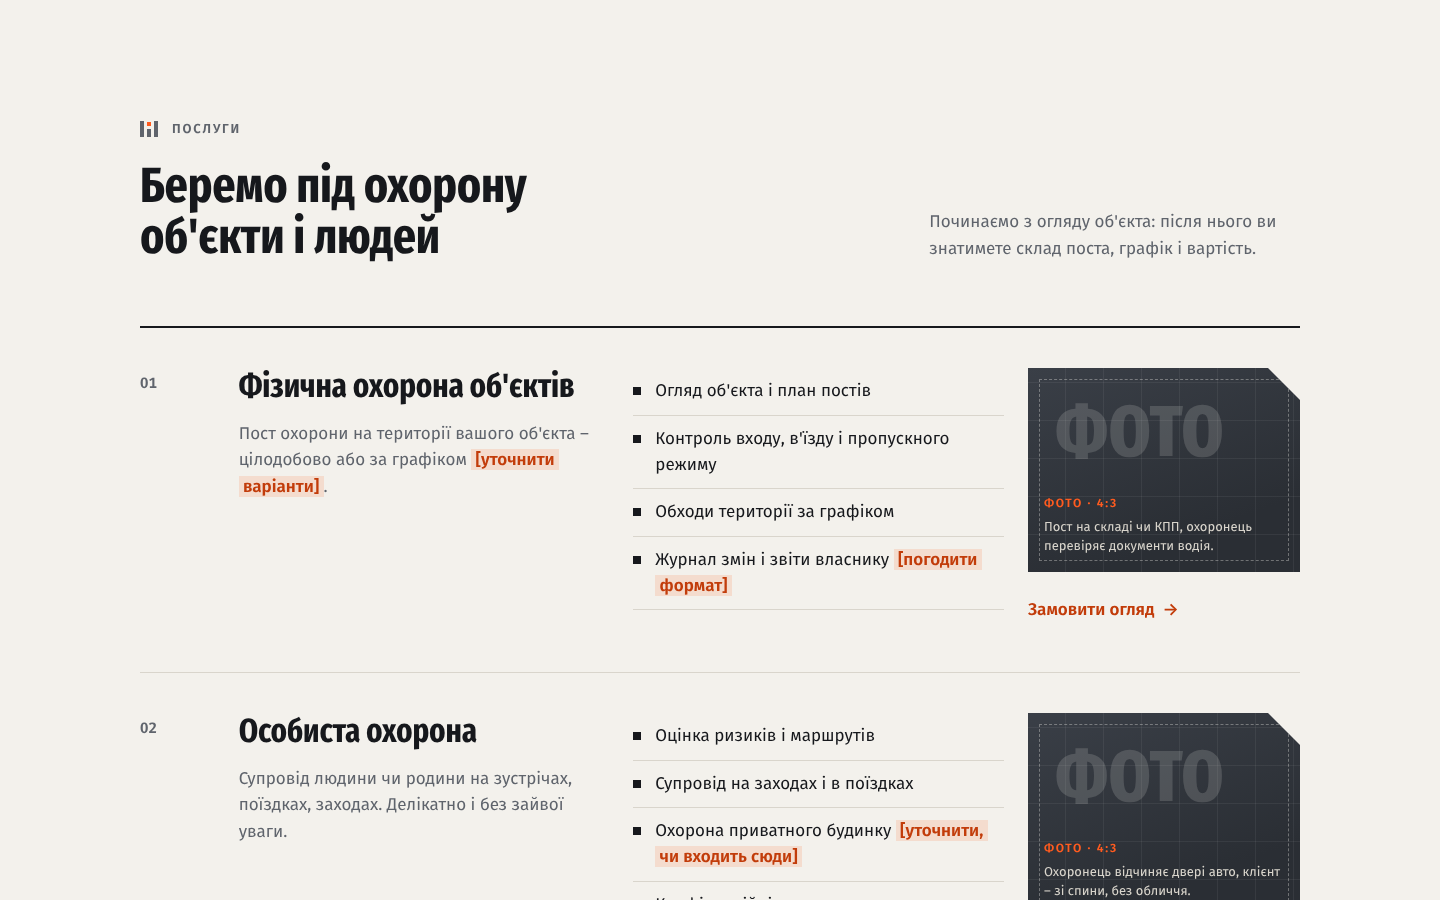 ПОСЛУГИ
Беремо під охорону
об'єкти і людей
Починаємо з огляду об'єкта: після нього ви
знатимете склад поста, графік і вартість.
01
Фізична охорона об'єктів
Пост охорони на території вашого об'єкта –
цілодобово або за графіком [уточнити
варіанти].
Огляд об'єкта і план постів
Контроль входу, в'їзду і пропускного
режиму
Обходи території за графіком
Журнал змін і звіти власнику [погодити
формат]
ФОТО
ФОТО · 4:3
Пост на складі чи КПП, охоронець
перевіряє документи водія.
Замовити огляд →
02
Особиста охорона
Супровід людини чи родини на зустрічах,
поїздках, заходах. Делікатно і без зайвої
уваги.
Оцінка ризиків і маршрутів
Супровід на заходах і в поїздках
Охорона приватного будинку [уточнити,
чи входить сюди]
ФОТО
ФОТО · 4:3
Охоронець відчиняє двері авто, клієнт
– зі спини, без обличчя.